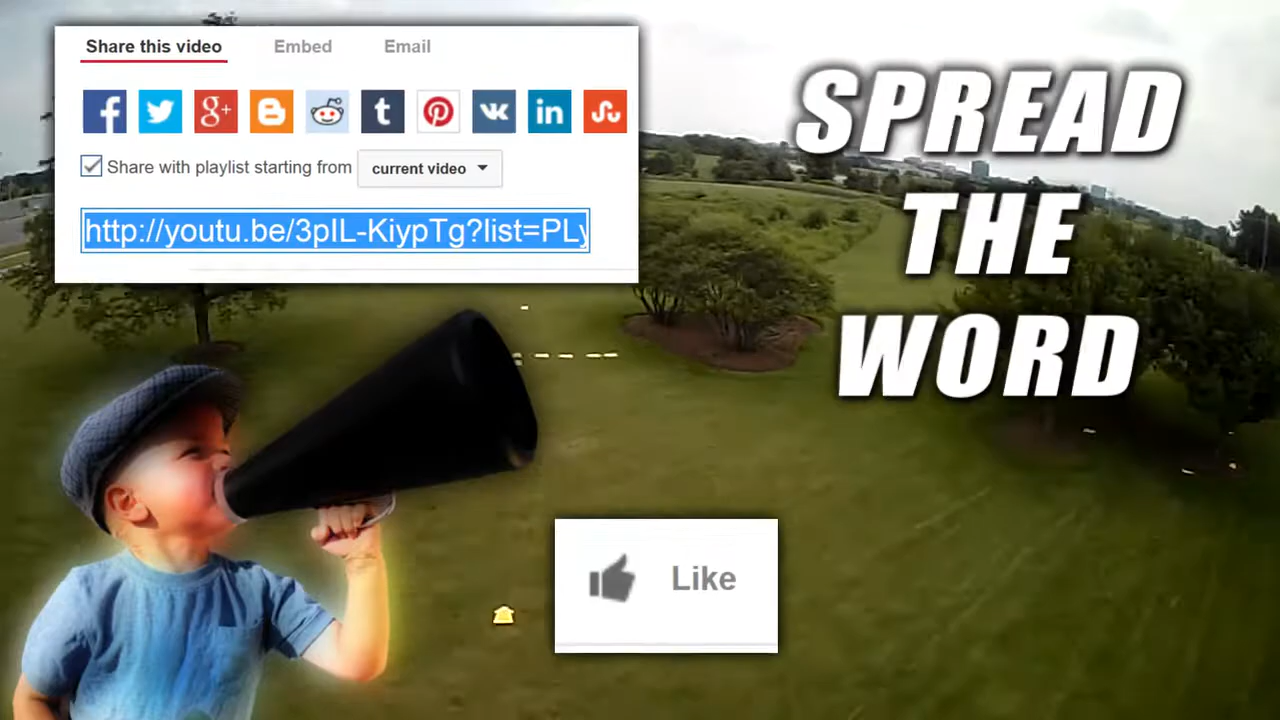 Share this video Embed Email
Share with playlist starting from current video
http://youtu.be/3pIL-KiypTg?list=PLy
SPREAD
THE
WORD
Like